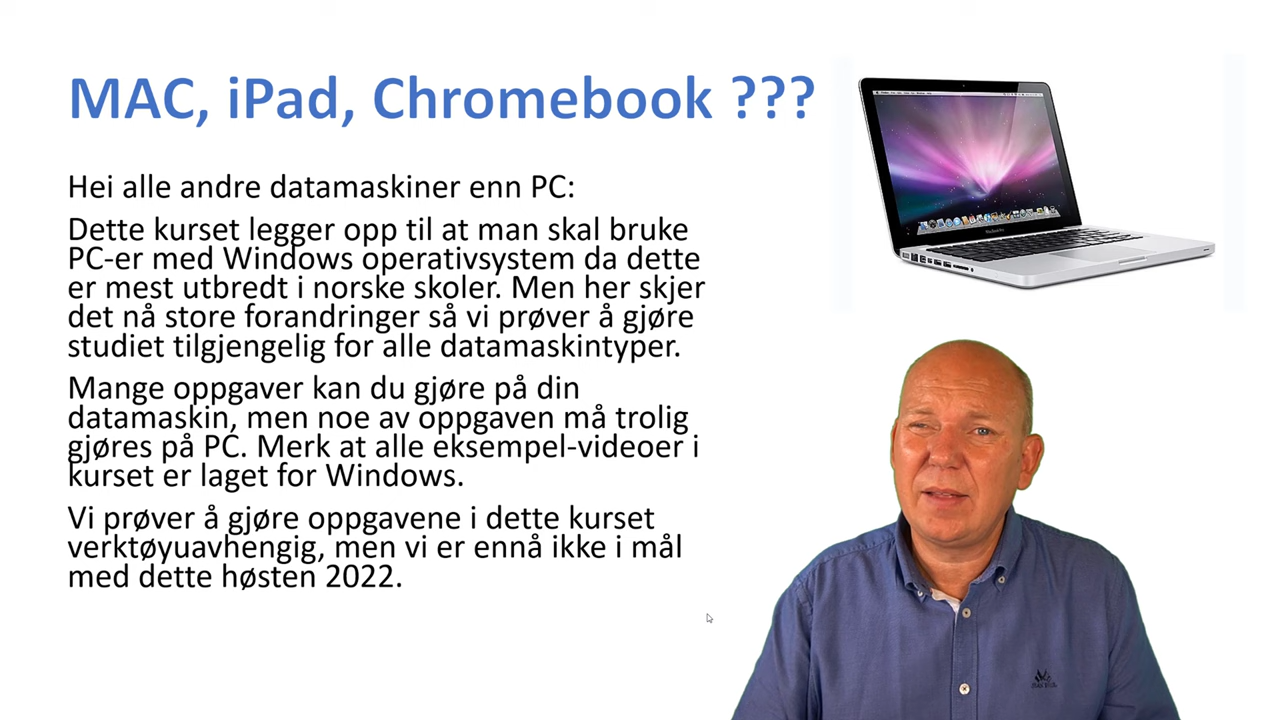 MAC, iPad, Chromebook ???
Hei alle andre datamaskiner enn PC:
Dette kurset legger opp til at man skal bruke
PC-er med Windows operativsystem da dette
er mest utbredt i norske skoler. Men her skjer
det nå store forandringer så vi prøver å gjøre
studiet tilgjengelig for alle datamaskintyper.
Mange oppgaver kan du gjøre på din
datamaskin, men noe av oppgaven må trolig
gjøres på PC. Merk at alle eksempel-videoer i
kurset er laget for Windows.
Vi prøver å gjøre oppgavene i dette kurset
verktøyuavhengig, men vi er ennå ikke i mål
med dette høsten 2022.